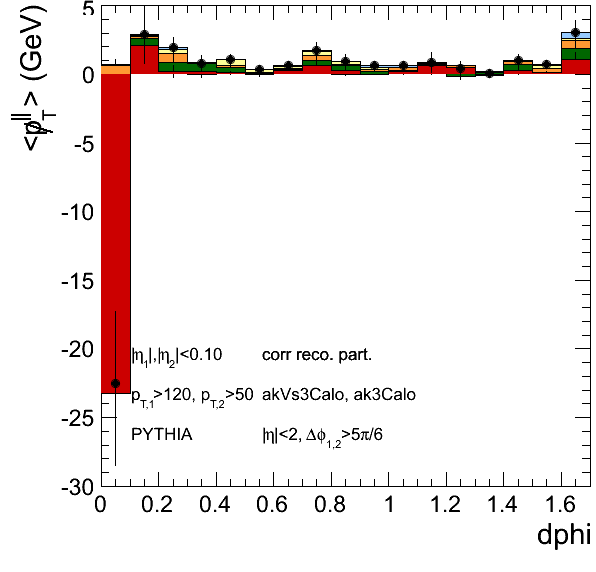 <p̸_T^∥> (GeV)
5
0
-5
-10
-15
-20
-25
-30
|η₁|,|η₂|<0.10 corr reco. part.
p_T,1>120, p_T,2>50 akVs3Calo, ak3Calo
PYTHIA |η|<2, Δϕ₁,₂>5π/6
0 0.2 0.4 0.6 0.8 1 1.2 1.4 1.6
dphi